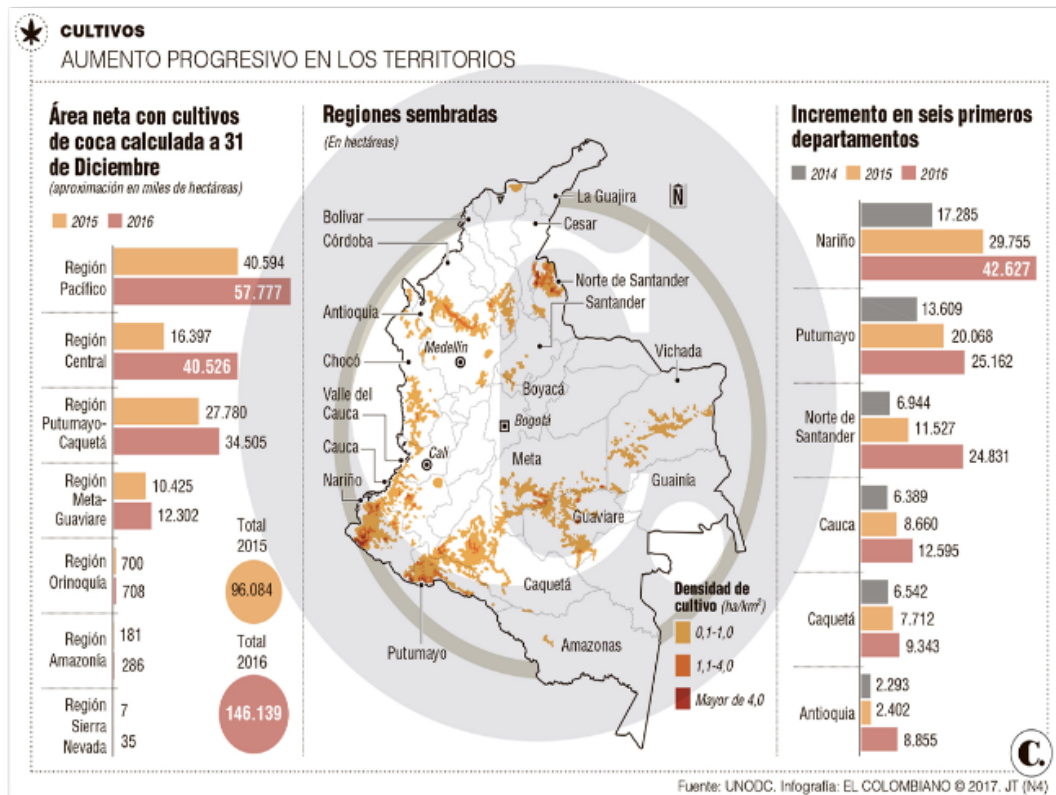 CULTIVOS
AUMENTO PROGRESIVO EN LOS TERRITORIOS
Área neta con cultivos
de coca calculada a 31
de Diciembre
(aproximación en miles de hectáreas)
2015 2016
Región
Pacífico
40.594
57.777
Región
Central
16.397
40.526
Región
Putumayo-
Caquetá
27.780
34.505
Región
Meta-
Guaviare
10.425
12.302
Región
Orinoquía
700
708
Región
Amazonía
181
286
Región
Sierra
Nevada
7
35
Total
2015
96.084
Total
2016
146.139
Regiones sembradas
(En hectáreas)
N
La Guajira
Bolívar
Cesar
Córdoba
Norte de Santander
Santander
Antioquia
Medellín
Chocó
Vichada
Boyacá
Valle del
Cauca
Bogotá
Cali
Cauca
Meta
Nariño
Guainía
Guaviare
Caquetá
Putumayo
Amazonas
Densidad de
cultivo (ha/km²)
0,1-1,0
1,1-4,0
Mayor de 4,0
Incremento en seis primeros
departamentos
2014 2015 2016
Nariño
17.285
29.755
42.627
Putumayo
13.609
20.068
25.162
Norte de
Santander
6.944
11.527
24.831
Cauca
6.389
8.660
12.595
Caquetá
6.542
7.712
9.343
Antioquia
2.293
2.402
8.855
C.
Fuente: UNODC. Infografía: EL COLOMBIANO © 2017. JT (N4)